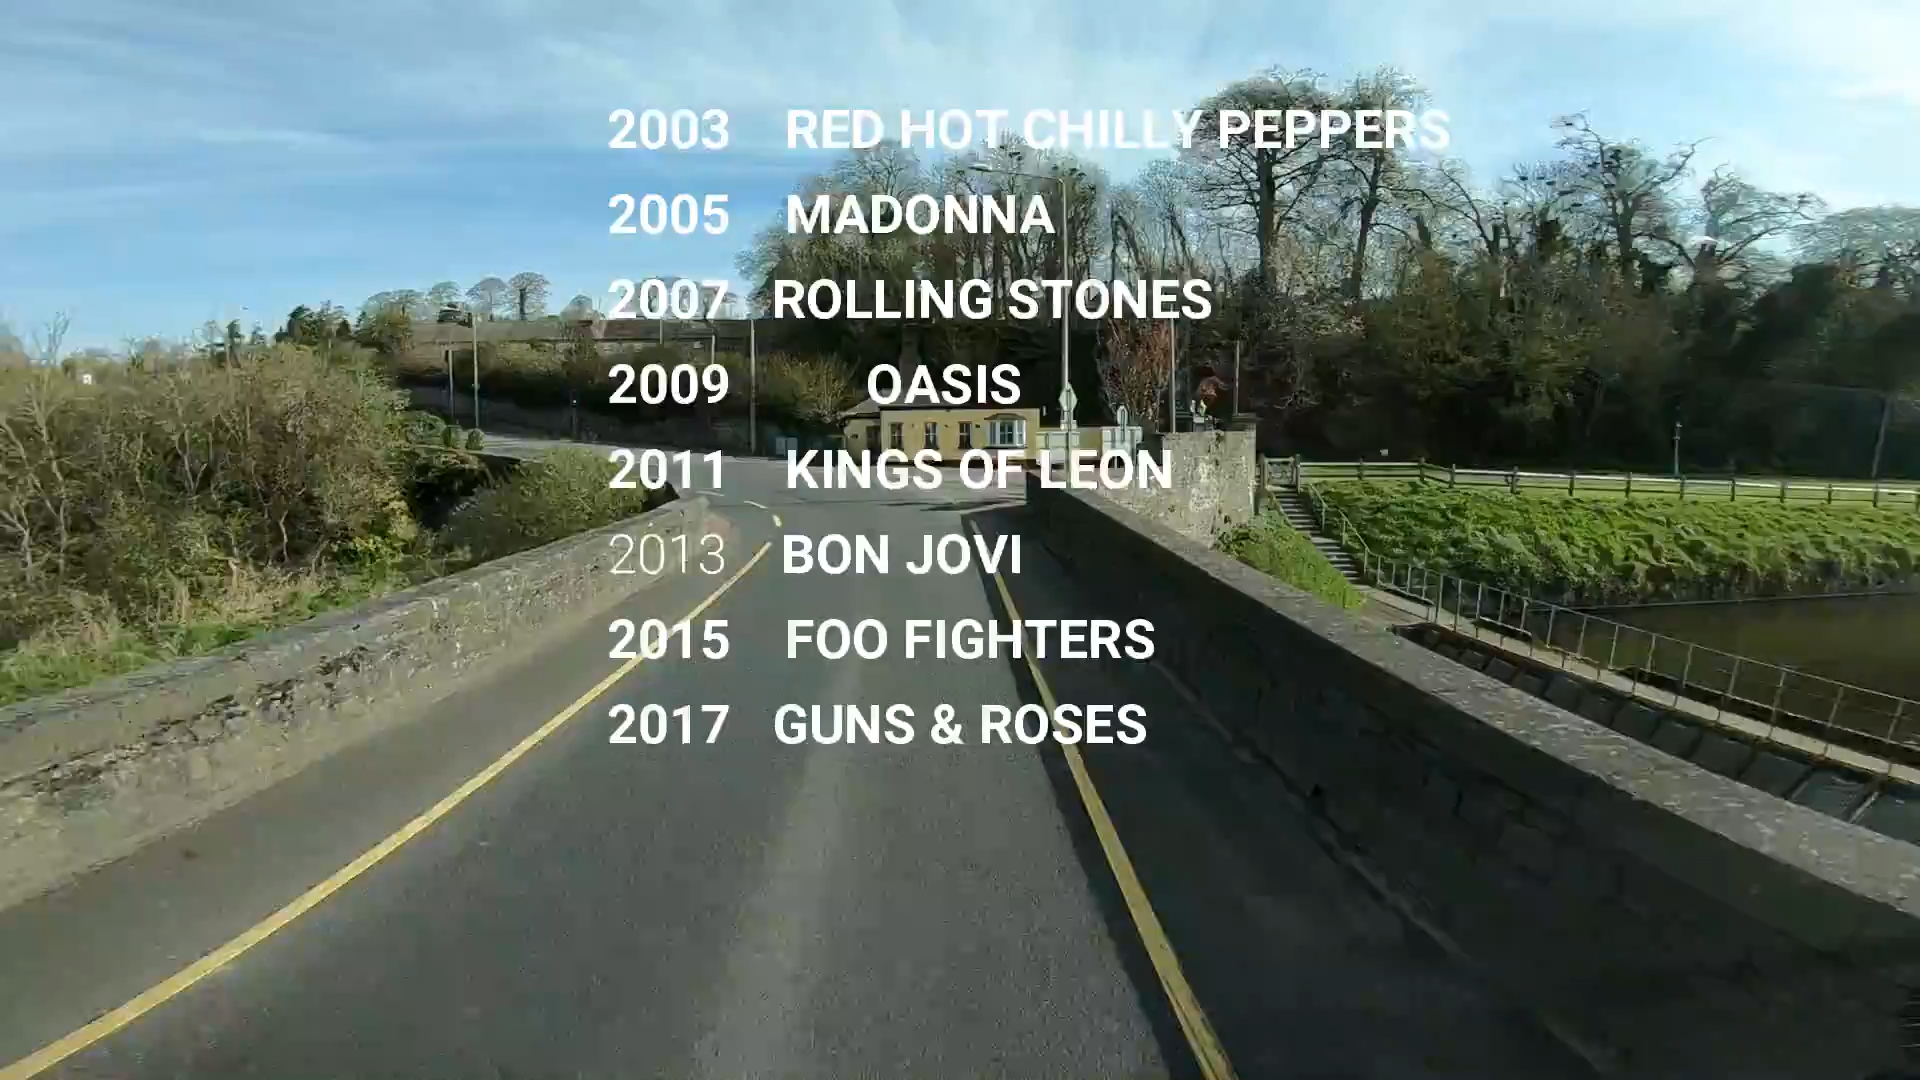 2003 RED HOT CHILLY PEPPERS
2005 MADONNA
2007 ROLLING STONES
2009 OASIS
2011 KINGS OF LEON
2013 BON JOVI
2015 FOO FIGHTERS
2017 GUNS & ROSES